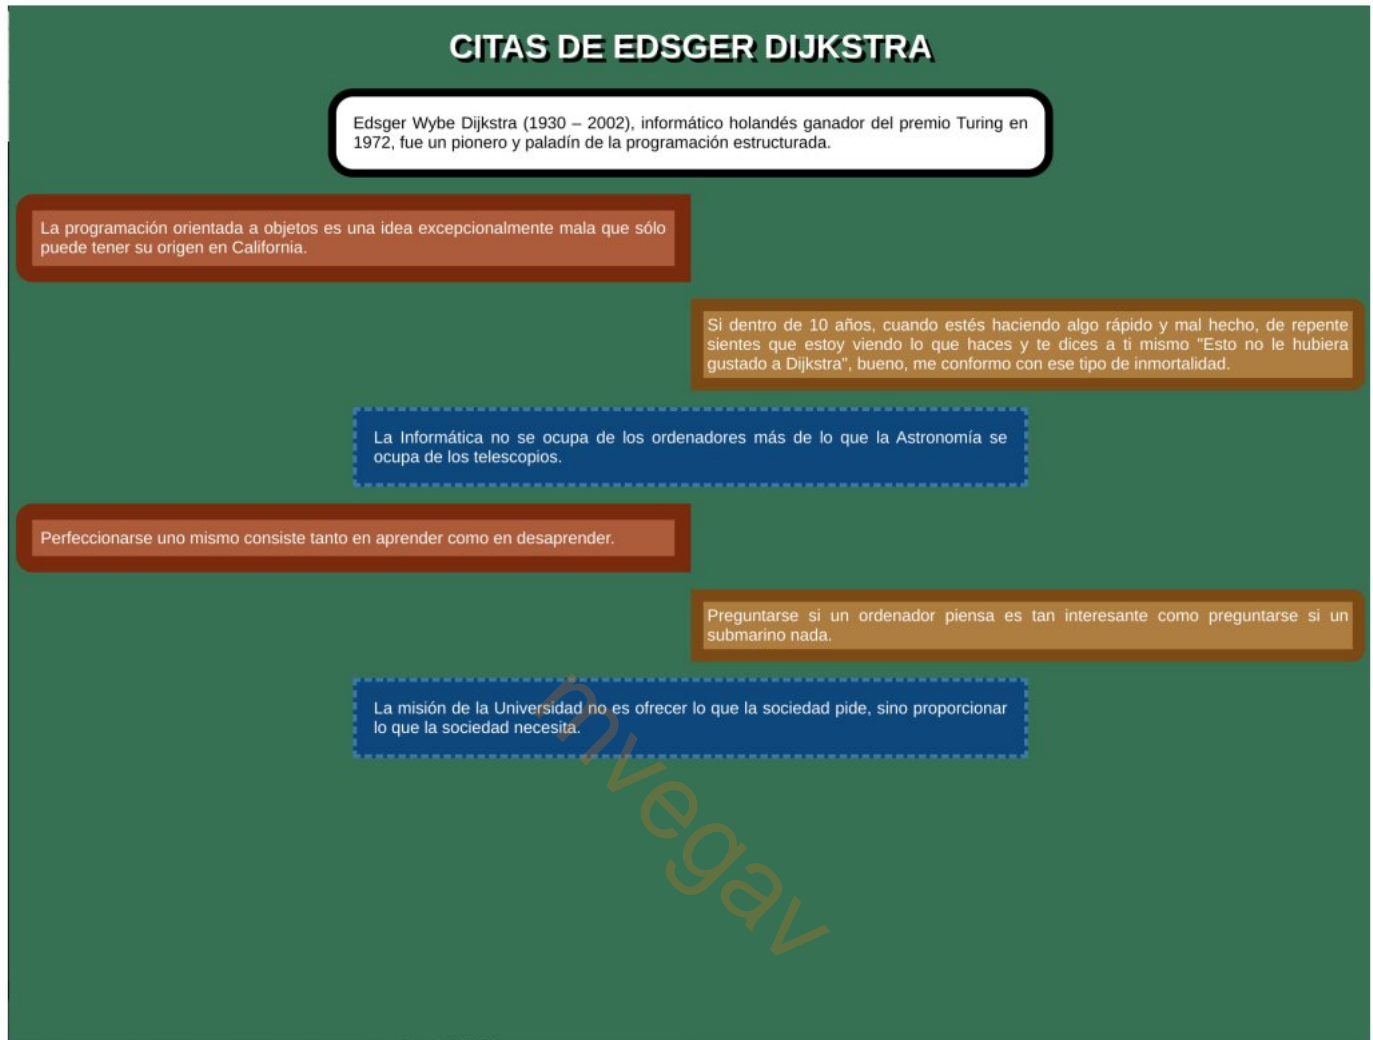 CITAS DE EDSGER DIJKSTRA
Edsger Wybe Dijkstra (1930 – 2002), informático holandés ganador del premio Turing en
1972, fue un pionero y paladín de la programación estructurada.
La programación orientada a objetos es una idea excepcionalmente mala que sólo
puede tener su origen en California.
Si dentro de 10 años, cuando estés haciendo algo rápido y mal hecho, de repente
sientes que estoy viendo lo que haces y te dices a ti mismo "Esto no le hubiera
gustado a Dijkstra", bueno, me conformo con ese tipo de inmortalidad.
La Informática no se ocupa de los ordenadores más de lo que la Astronomía se
ocupa de los telescopios.
Perfeccionarse uno mismo consiste tanto en aprender como en desaprender.
Preguntarse si un ordenador piensa es tan interesante como preguntarse si un
submarino nada.
La misión de la Universidad no es ofrecer lo que la sociedad pide, sino proporcionar
lo que la sociedad necesita.
mvegav